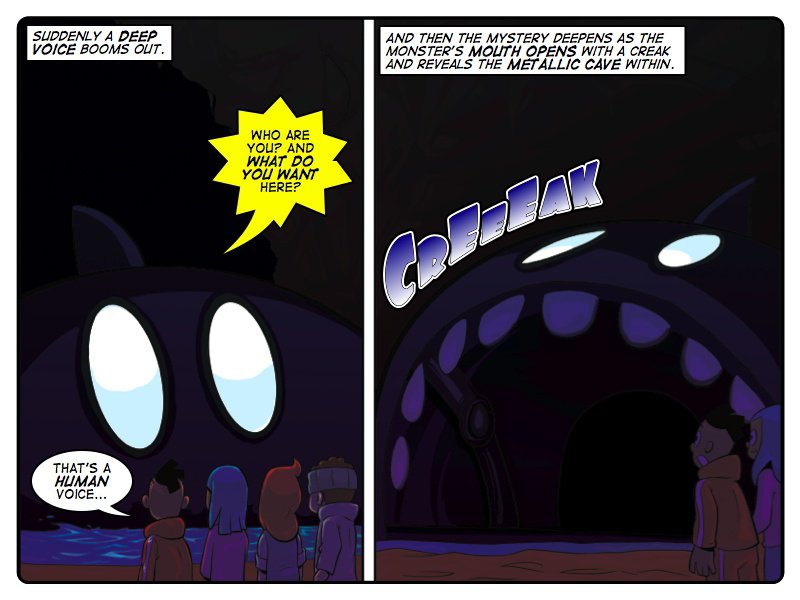 SUDDENLY A DEEP
VOICE BOOMS OUT.
WHO ARE
YOU? AND
WHAT DO
YOU WANT
HERE?
THAT'S A
HUMAN
VOICE...
AND THEN THE MYSTERY DEEPENS AS THE
MONSTER'S MOUTH OPENS WITH A CREAK
AND REVEALS THE METALLIC CAVE WITHIN.
CREEEAK